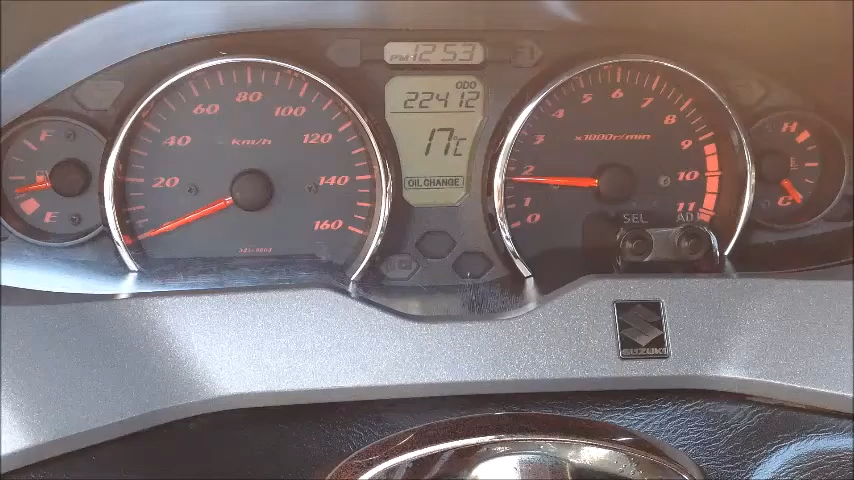 PM 12:53
ODO
22412
17°C
OIL CHANGE
F
E
20
40
60
80
100
120
140
160
km/h
0
1
2
3
4
5
6
7
8
9
10
11
x1000r/min
H
C
SEL
ADJ
SUZUKI